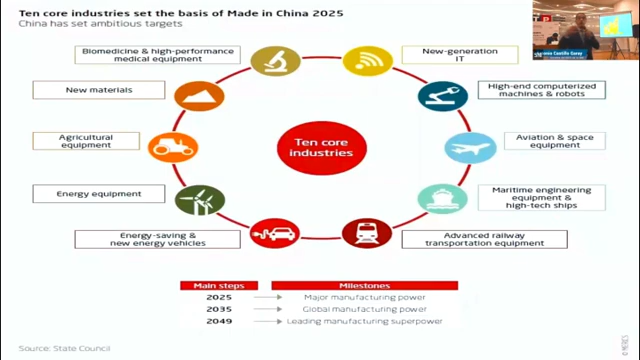 Ten core industries set the basis of Made in China 2025
China has set ambitious targets
Biomedicine & high-performance
medical equipment
New-generation
IT
New materials
High-end computerized
machines & robots
Agricultural
equipment
Ten core
industries
Aviation & space
equipment
Energy equipment
Maritime engineering
equipment &
high-tech ships
Energy-saving &
new energy vehicles
Advanced railway
transportation equipment
Main steps Milestones
2025 Major manufacturing power
2035 Global manufacturing power
2049 Leading manufacturing superpower
Source: State Council
© MERICS
Castillo Garay